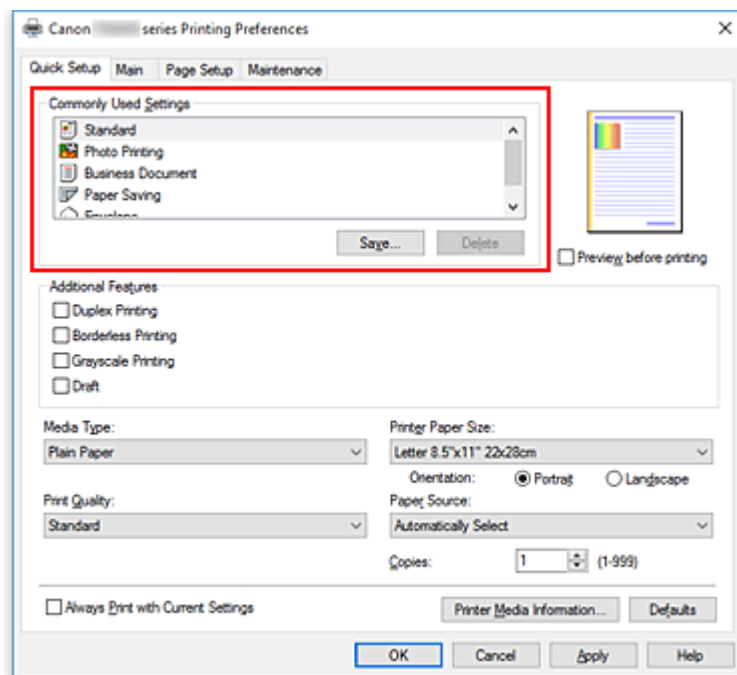 Canon series Printing Preferences
Quick Setup Main Page Setup Maintenance
Commonly Used Settings
Standard
Photo Printing
Business Document
Paper Saving
Envelope
Save... Delete
Preview before printing
Additional Features
Duplex Printing
Borderless Printing
Grayscale Printing
Draft
Media Type: Printer Paper Size:
Plain Paper Letter 8.5"x11" 22x28cm
Orientation: Portrait Landscape
Print Quality: Paper Source:
Standard Automatically Select
Copies: 1 (1-999)
Always Print with Current Settings Printer Media Information... Defaults
OK Cancel Apply Help